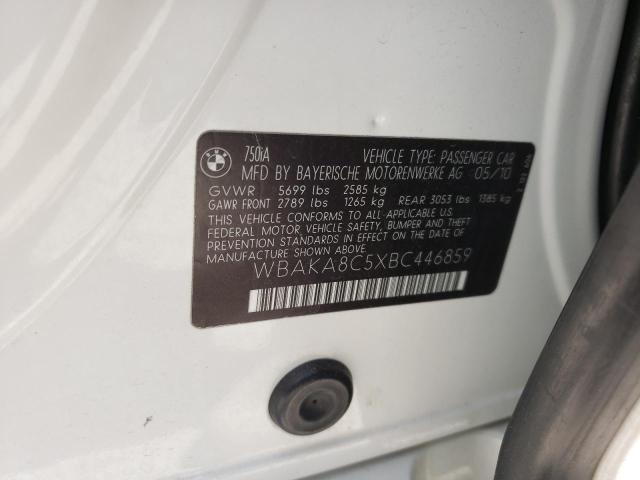 BMW
750iA VEHICLE TYPE: PASSENGER CAR
MFD BY BAYERISCHE MOTORENWERKE AG 05/10
GVWR 5699 lbs 2585 kg
GAWR FRONT 2789 lbs 1265 kg REAR 3053 lbs 1385 kg
THIS VEHICLE CONFORMS TO ALL APPLICABLE U.S.
FEDERAL MOTOR VEHICLE SAFETY, BUMPER AND THEFT
PREVENTION STANDARDS IN EFFECT ON THE DATE OF
MANUFACTURE SHOWN ABOVE.
WBAKA8C5XBC446859